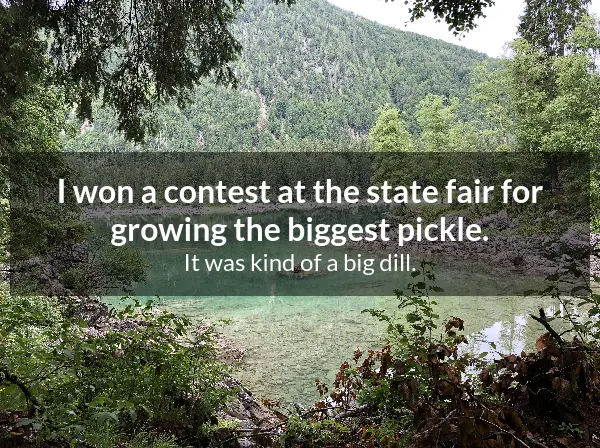 I won a contest at the state fair for
growing the biggest pickle.
It was kind of a big dill.